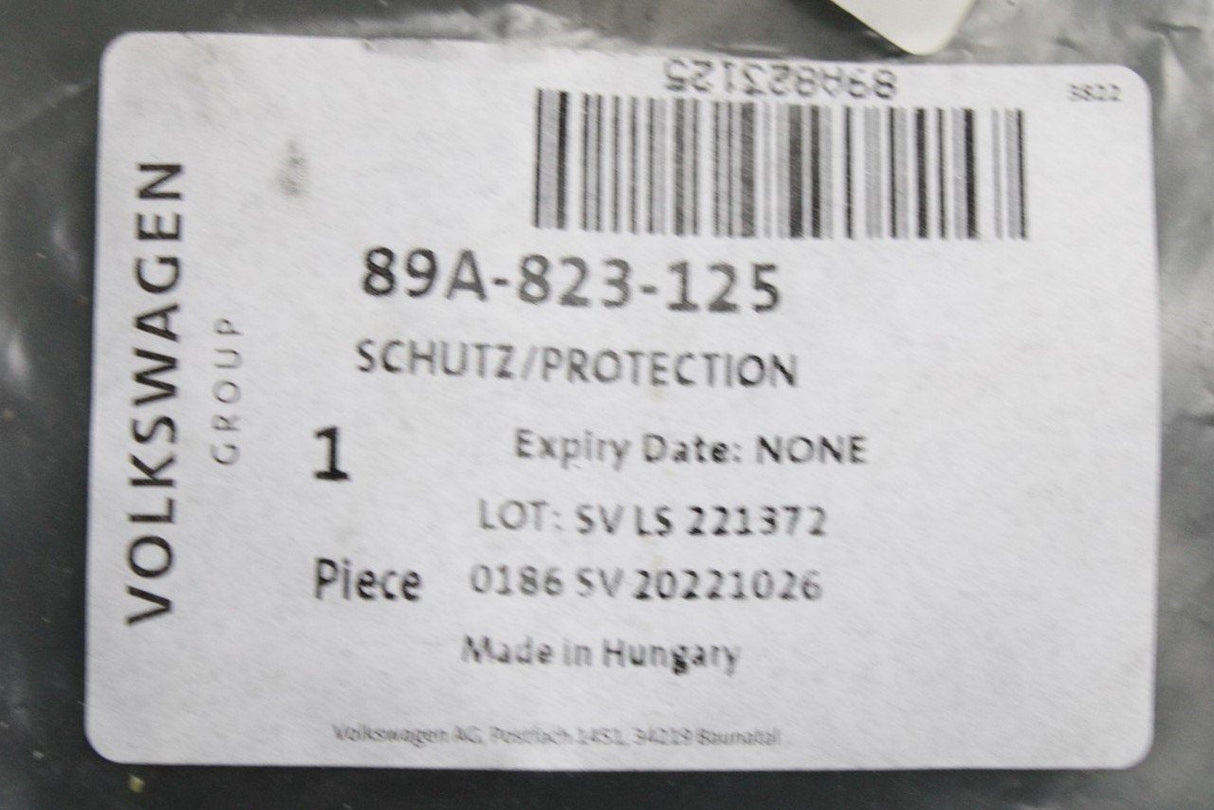 89A823125
3822
VOLKSWAGEN
GROUP
89A-823-125
SCHUTZ/PROTECTION
1
Expiry Date: NONE
LOT: SV LS 221372
Piece
0186 SV 20221026
Made in Hungary
Volkswagen AG, Postfach 1451, 34219 Baunatal